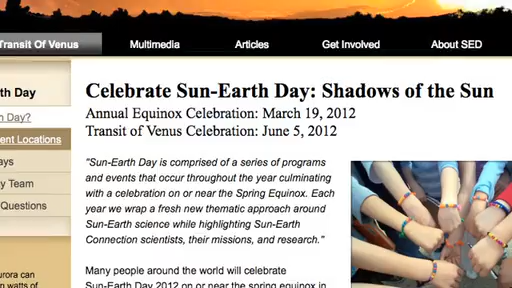 Transit Of Venus
Multimedia
Articles
Get Involved
About SED
th Day
h Day?
ent Locations
ays
y Team
Questions
urora can
n watts of
Celebrate Sun-Earth Day: Shadows of the Sun
Annual Equinox Celebration: March 19, 2012
Transit of Venus Celebration: June 5, 2012
"Sun-Earth Day is comprised of a series of programs
and events that occur throughout the year culminating
with a celebration on or near the Spring Equinox. Each
year we wrap a fresh new thematic approach around
Sun-Earth science while highlighting Sun-Earth
Connection scientists, their missions, and research."
Many people around the world will celebrate
Sun-Earth Day 2012 on or near the spring equinox in